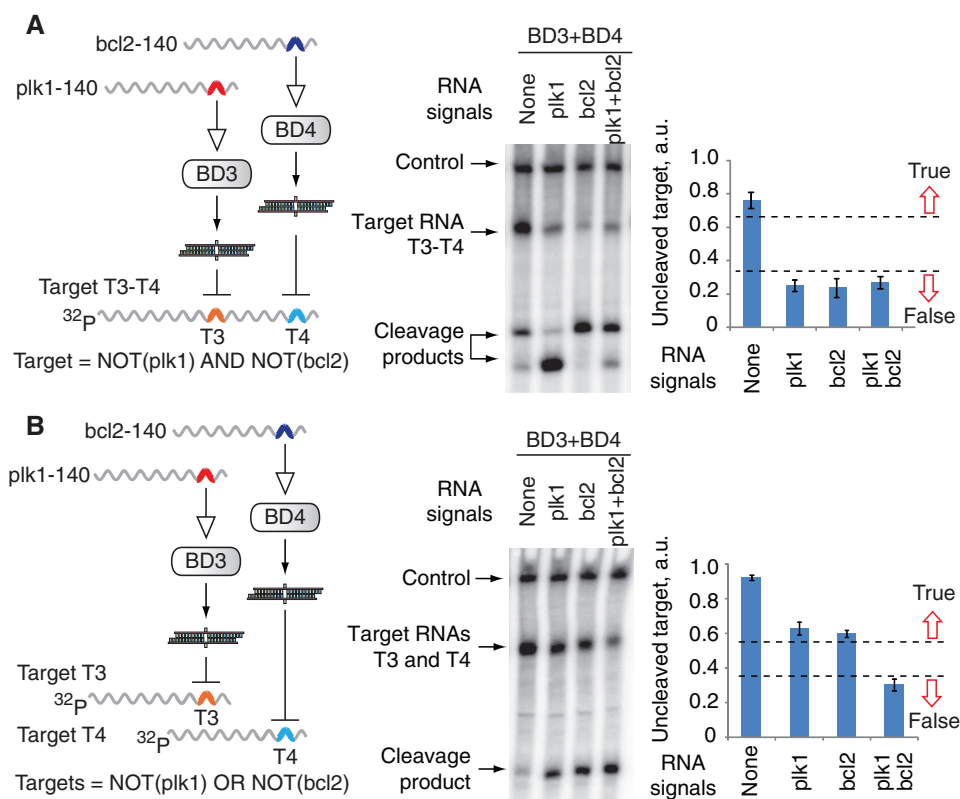 A
bcl2-140
plk1-140
BD4
BD3
Target T3-T4
32P
T3
T4
Target = NOT(plk1) AND NOT(bcl2)
BD3+BD4
RNA
signals
None
plk1
bcl2
plk1+bcl2
Control
Target RNA
T3-T4
Cleavage
products
Uncleaved target, a.u.
1.0
0.8
0.6
0.4
0.2
0
True
False
RNA
signals
None
plk1
bcl2
plk1
bcl2
B
bcl2-140
plk1-140
BD4
BD3
Target T3
32P
T3
Target T4
32P
T4
Targets = NOT(plk1) OR NOT(bcl2)
BD3+BD4
RNA
signals
None
plk1
bcl2
plk1+bcl2
Control
Target RNAs
T3 and T4
Cleavage
product
Uncleaved target, a.u.
1.0
0.8
0.6
0.4
0.2
0
True
False
RNA
signals
None
plk1
bcl2
plk1
bcl2